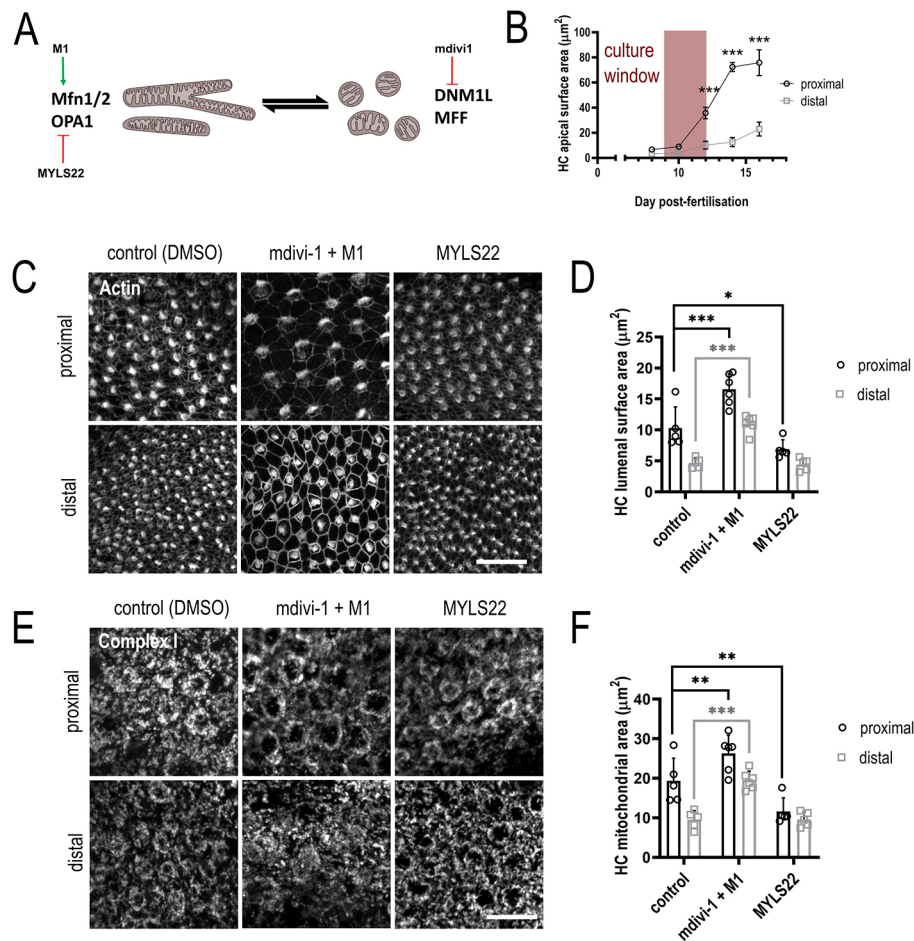 A
M1
Mfn1/2
OPA1
MYLS22
mdivi1
DNM1L
MFF
B
HC apical surface area (μm²)
100
80
60
40
20
0
culture
window
***
***
***
proximal
distal
0
10
15
Day post-fertilisation
C
control (DMSO)
mdivi-1 + M1
MYLS22
Actin
proximal
distal
D
HC lumenal surface area (μm²)
25
20
15
10
5
0
*
***
***
proximal
distal
control
mdivi-1 + M1
MYLS22
E
control (DMSO)
mdivi-1 + M1
MYLS22
Complex I
proximal
distal
F
HC mitochondrial area (μm²)
40
30
20
10
0
**
**
***
proximal
distal
control
mdivi-1 + M1
MYLS22